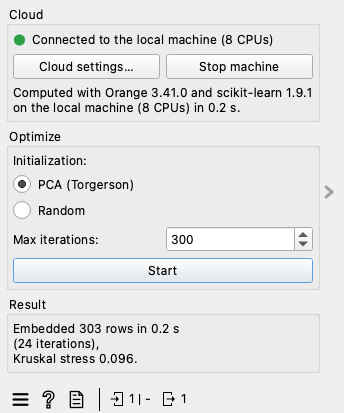 Cloud
Connected to the local machine (8 CPUs)
Cloud settings...
Stop machine
Computed with Orange 3.41.0 and scikit-learn 1.9.1
on the local machine (8 CPUs) in 0.2 s.
Optimize
Initialization:
PCA (Torgerson)
Random
Max iterations:
300
Start
Result
Embedded 303 rows in 0.2 s
(24 iterations),
Kruskal stress 0.096.
? 1 | - 1